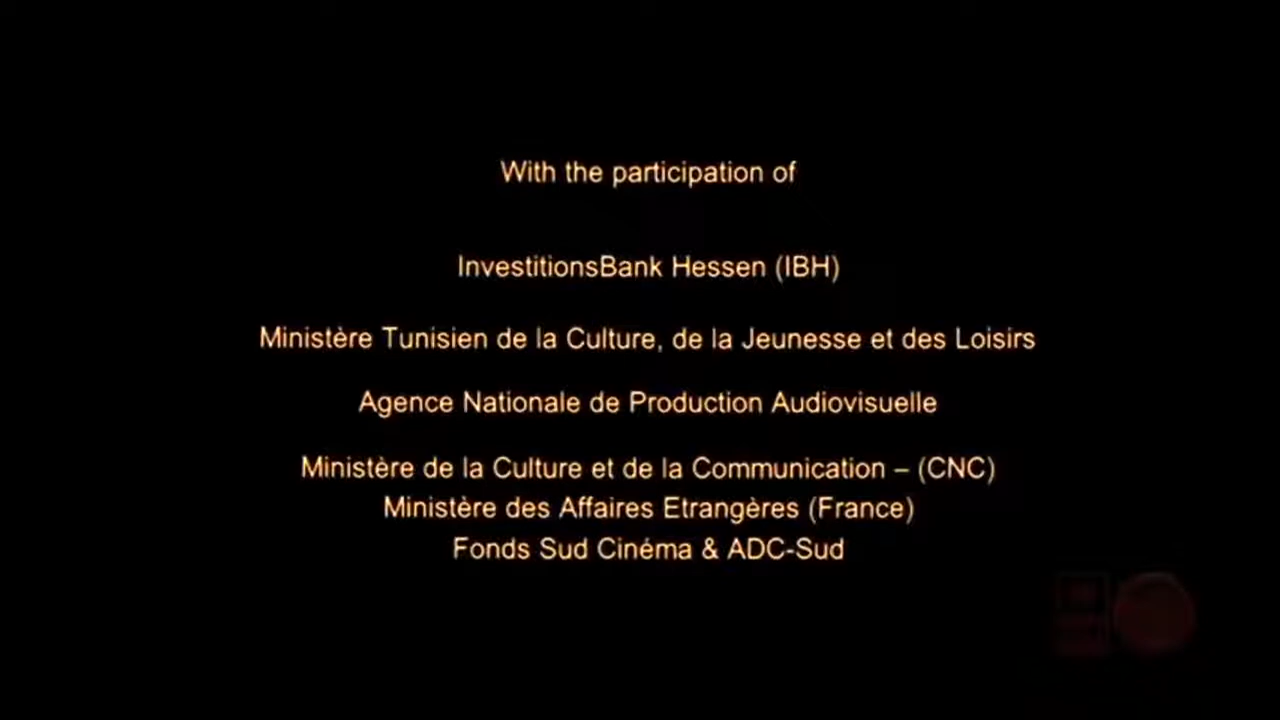 With the participation of
InvestitionsBank Hessen (IBH)
Ministère Tunisien de la Culture, de la Jeunesse et des Loisirs
Agence Nationale de Production Audiovisuelle
Ministère de la Culture et de la Communication – (CNC)
Ministère des Affaires Etrangères (France)
Fonds Sud Cinéma & ADC-Sud